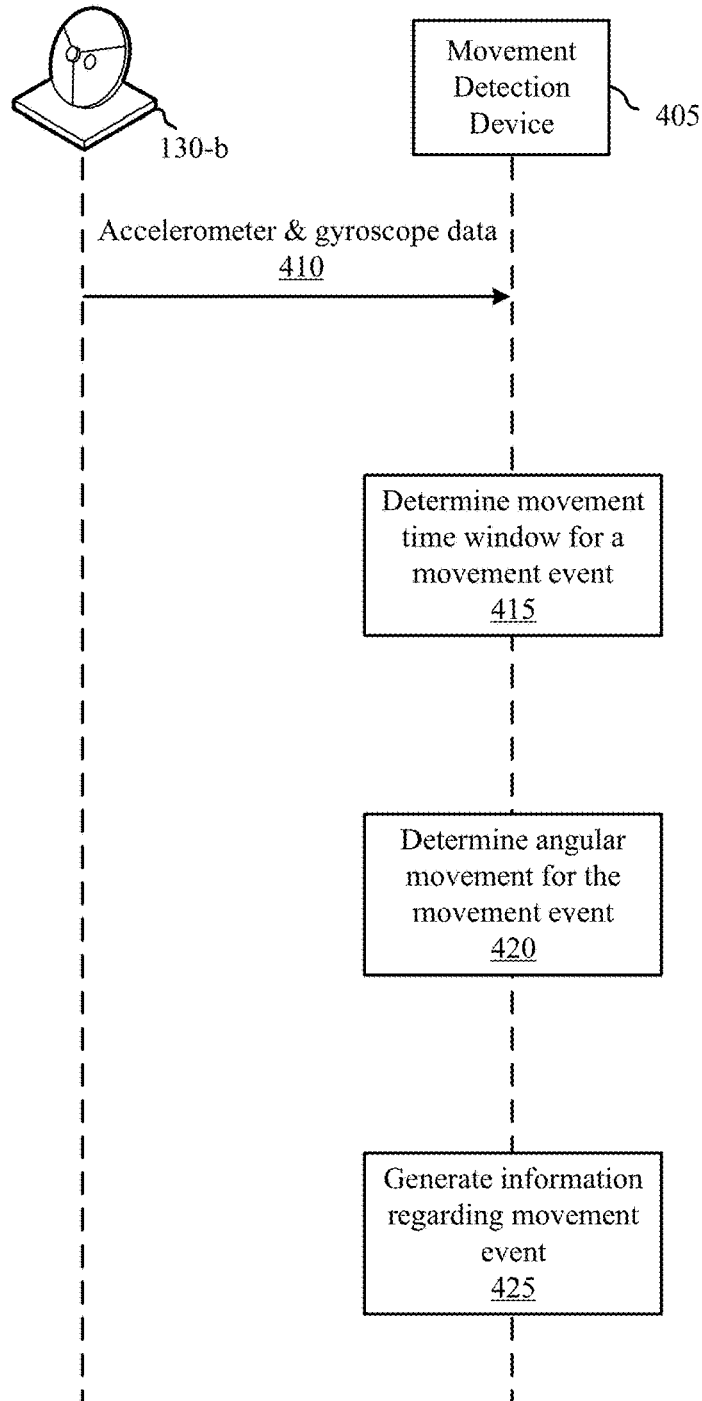 Movement
Detection
Device
405
130-b
Accelerometer & gyroscope data
410
Determine movement
time window for a
movement event
415
Determine angular
movement for the
movement event
420
Generate information
regarding movement
event
425